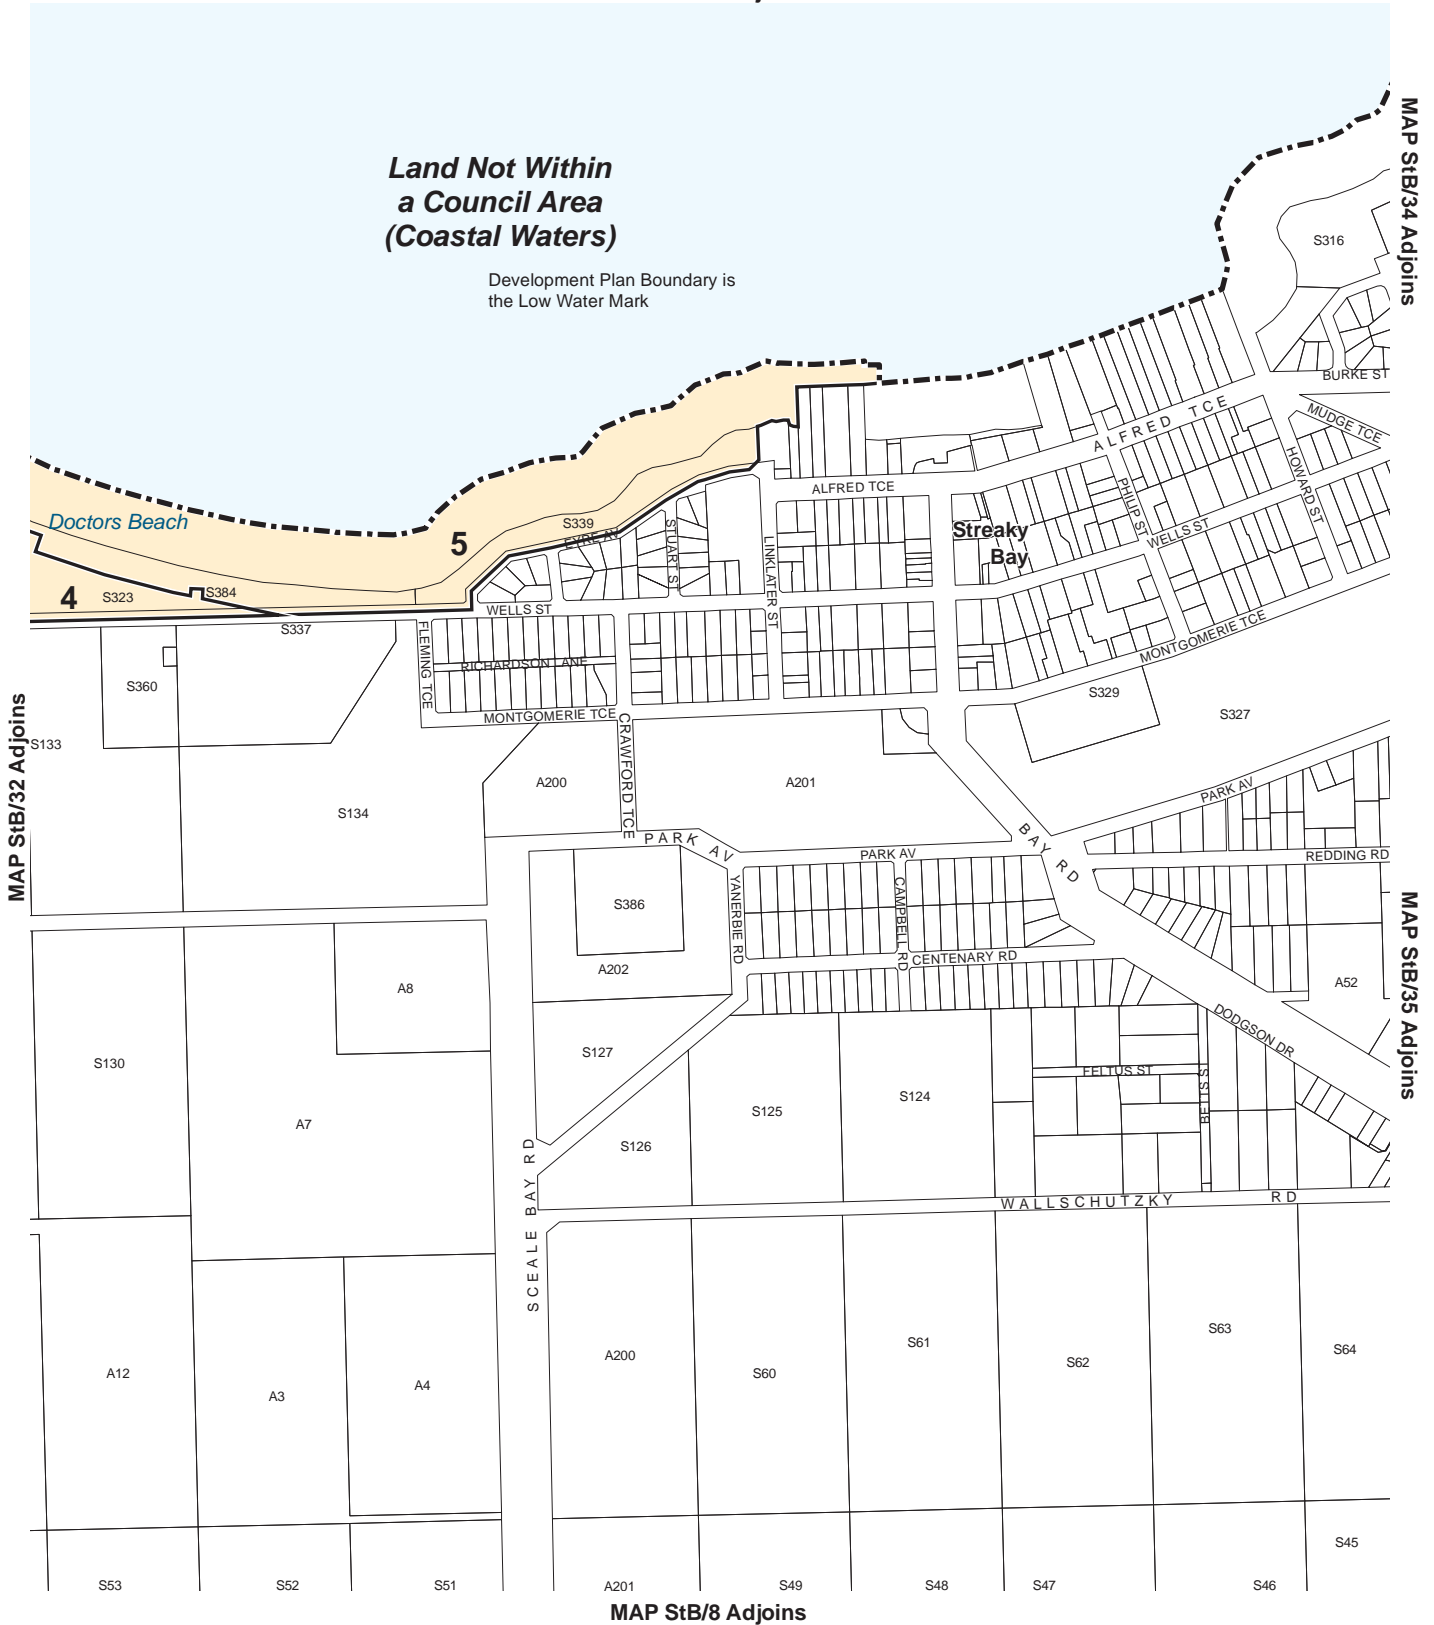 Land Not Within
a Council Area
(Coastal Waters)
Development Plan Boundary is
the Low Water Mark
MAP StB/34 Adjoins
S316
BURKE ST
MUDGE TCE
ALFRED TCE
HOWARD ST
PHILIP ST
ALFRED TCE
WELLS ST
Streaky
Bay
Doctors Beach
5
S339
EYRE AV
STUART ST
LINKLATER ST
4
S323
S384
WELLS ST
S337
FLEMING TCE
RICHARDSON LANE
MONTGOMERIE TCE
MONTGOMERIE TCE
S360
S329
S327
MAP StB/32 Adjoins
S133
CRAWFORD TCE
A200
A201
S134
PARK AV
BAY RD
PARK AV
PARK AV
REDDING RD
YANERBIE RD
CAMPBELL RD
S386
CENTENARY RD
A202
A8
A52
MAP StB/35 Adjoins
DODGSON DR
S127
S130
FELTUS ST
BETTS S
S125
S124
A7
S126
SCEALE BAY RD
WALLSCHUTZKY RD
A12
A3
A4
A200
S60
S61
S62
S63
S64
S45
S53
S52
S51
A201
S49
S48
S47
S46
MAP StB/8 Adjoins